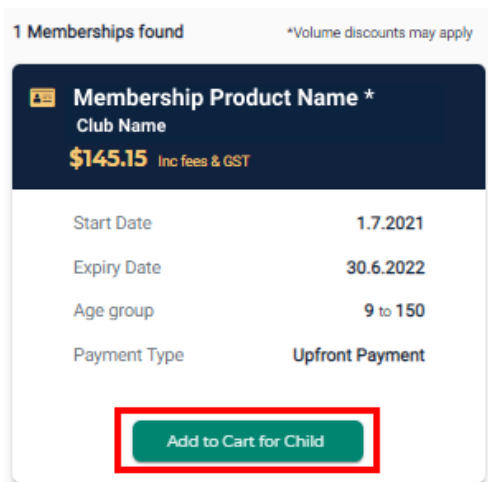 1 Memberships found *Volume discounts may apply
Membership Product Name *
Club Name
$145.15 Inc fees & GST
Start Date 1.7.2021
Expiry Date 30.6.2022
Age group 9 to 150
Payment Type Upfront Payment
Add to Cart for Child